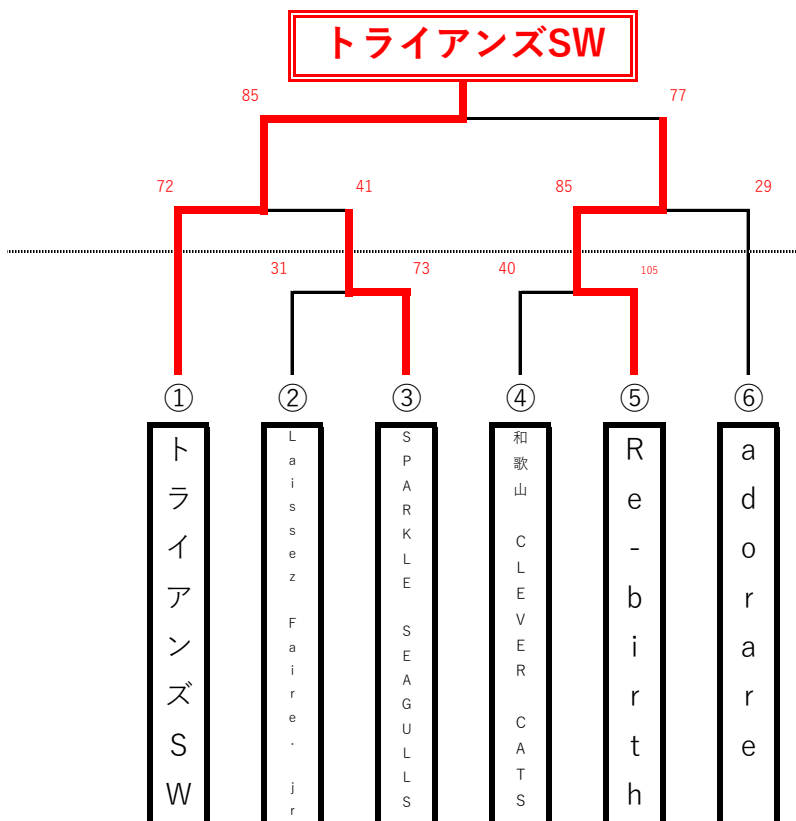 トライアンズSW
85
77
72
41
85
29
31
73
40
105
①
②
③
④
⑤
⑥
トライアンズSW
Laissez Faire. jr
SPARKLE SEAGULLS
和歌山 CLEVER CATS
Re-birth
adorare